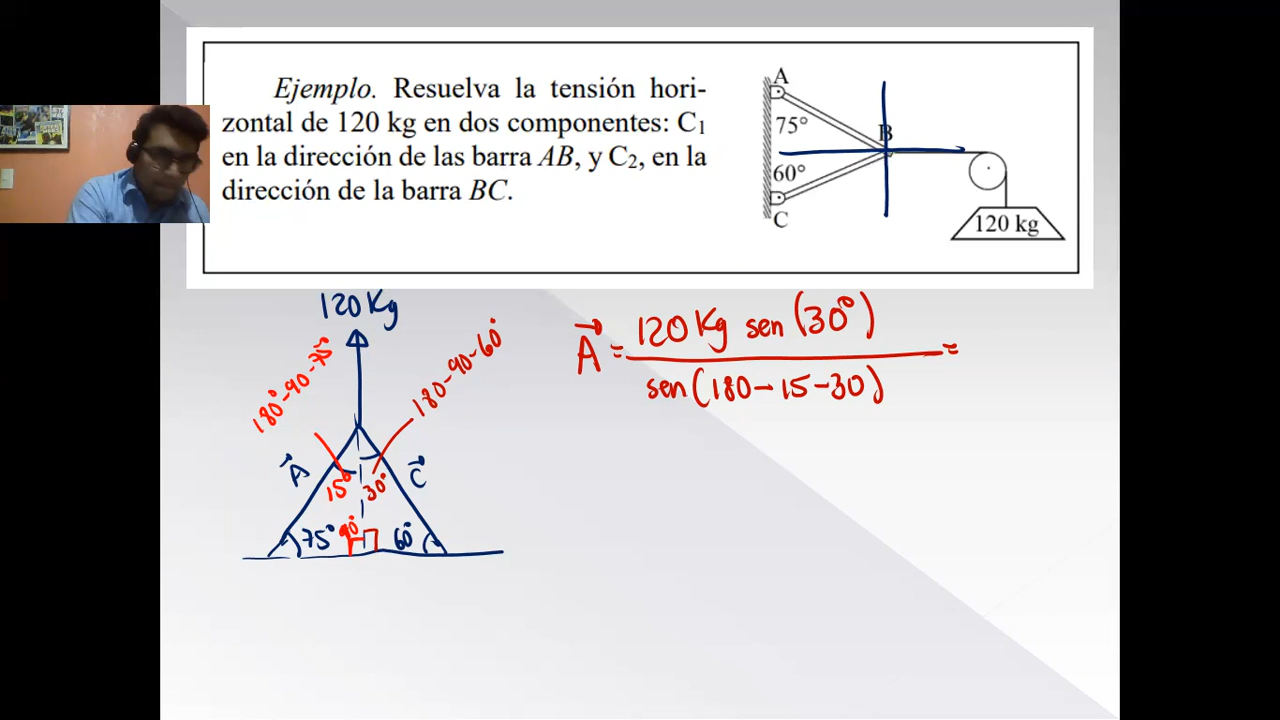 Ejemplo. Resuelva la tensión hori-
zontal de 120 kg en dos componentes: C₁
en la dirección de las barra AB, y C₂, en la
dirección de la barra BC.
A
75°
B
60°
C
120 kg
120 Kg
180°-90-75°
180-90-60°
A
C
15°
30°
75°
90°
60°
A = 120 Kg sen (30°)
sen (180-15-30)
=